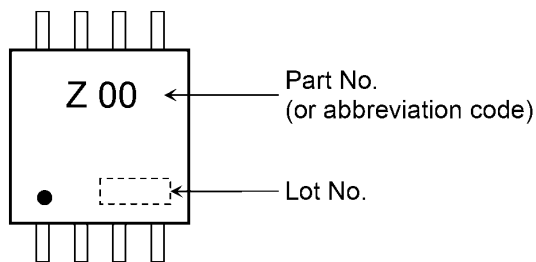 Z 00
Part No.
(or abbreviation code)
Lot No.